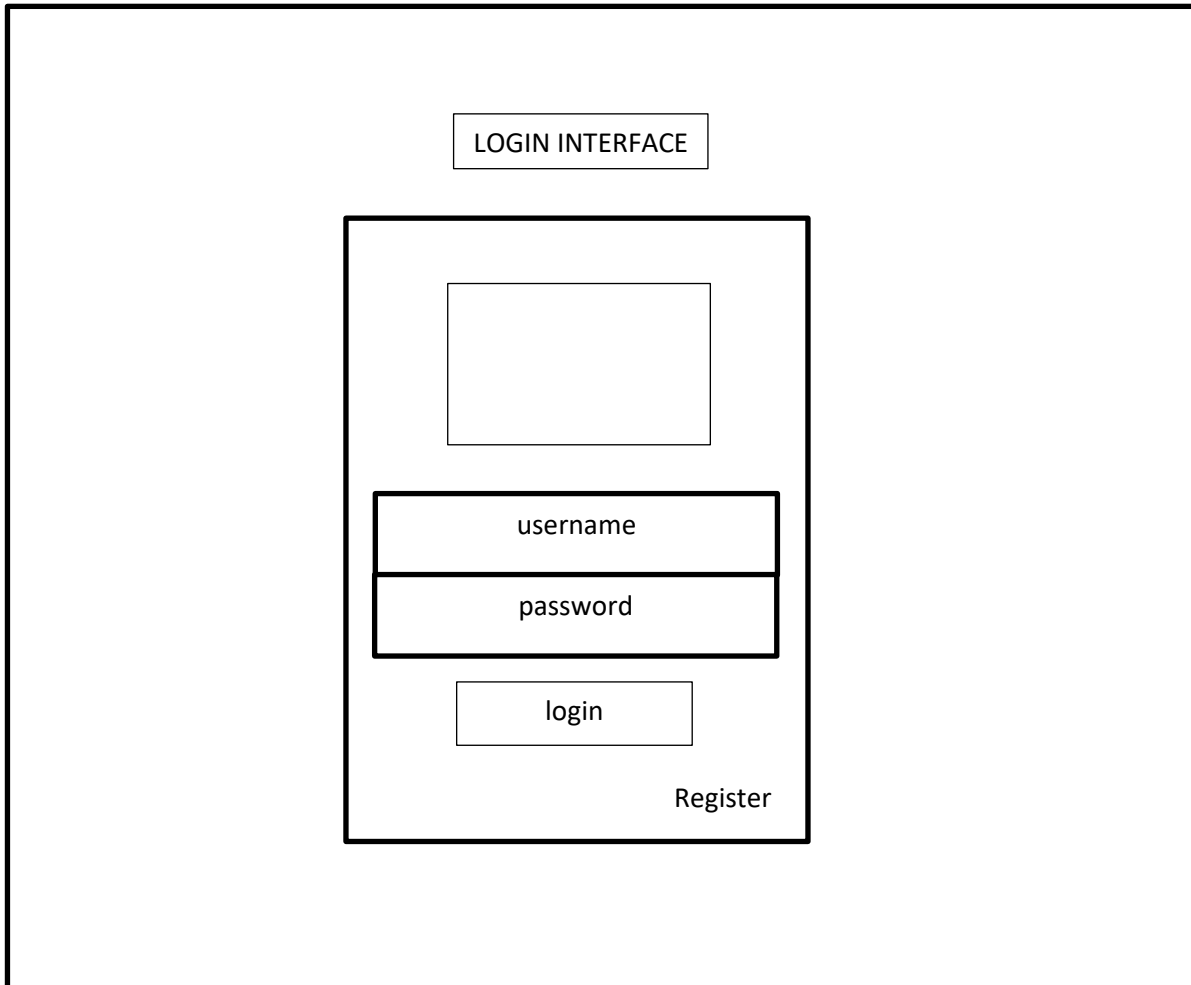 LOGIN INTERFACE
username
password
login
Register